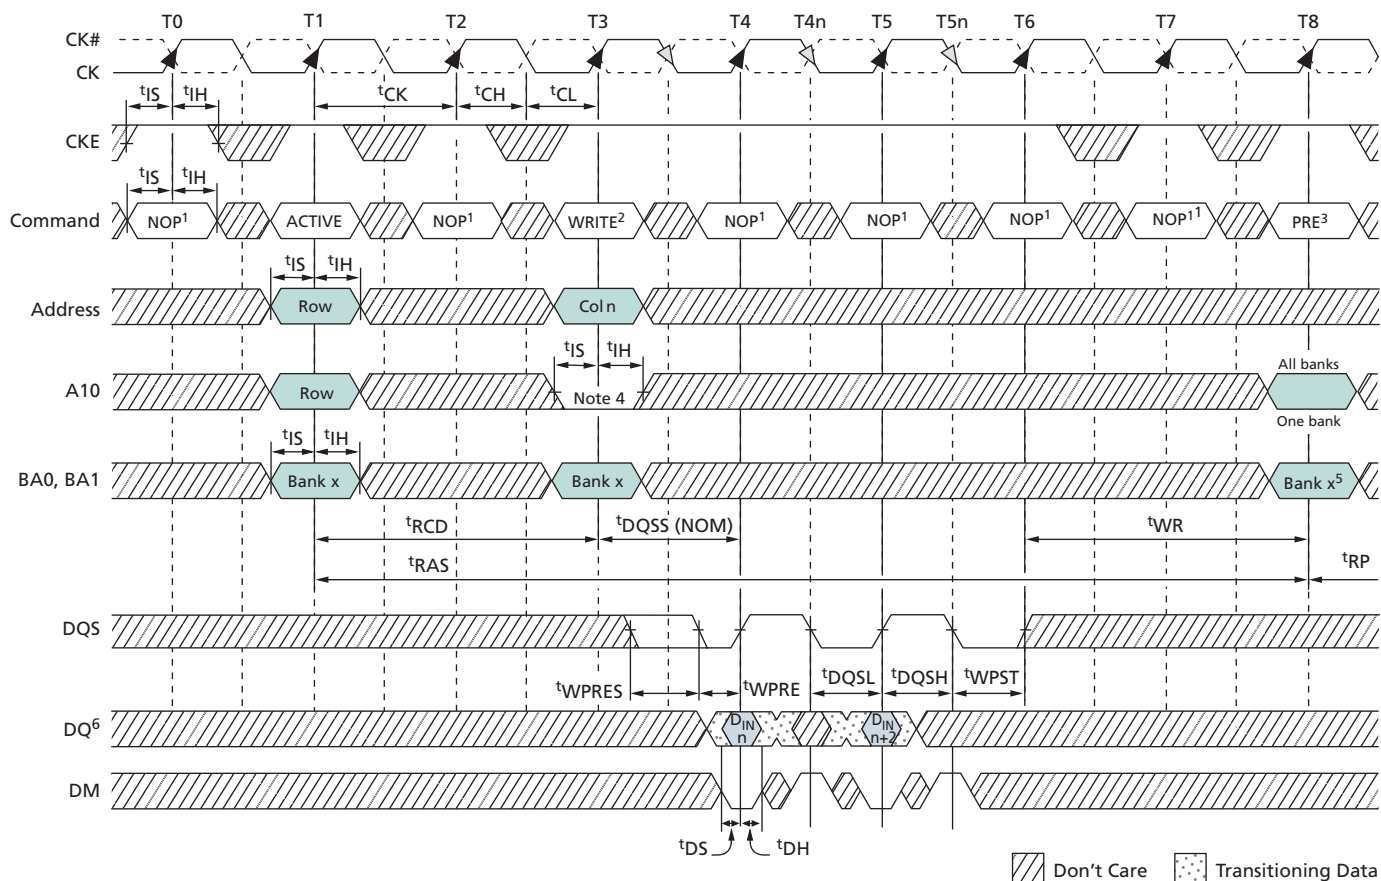 T0 T1 T2 T3 T4 T4n T5 T5n T6 T7 T8
CK#
CK
tIS tIH tCK tCH tCL
CKE
tIS tIH
Command NOP1 ACTIVE NOP1 WRITE2 NOP1 NOP1 NOP1 NOP11 PRE3
tIS tIH
Address Row Col n
tIS tIH All banks
A10 Row Note 4
One bank
tIS tIH
BA0, BA1 Bank x Bank x Bank x5
tRCD tDQSS (NOM) tWR
tRAS tRP
DQS
tWPRES tWPRE tDQSL tDQSH tWPST
DQ6 DIN n DIN n+2
DM
tDS tDH
Don't Care Transitioning Data